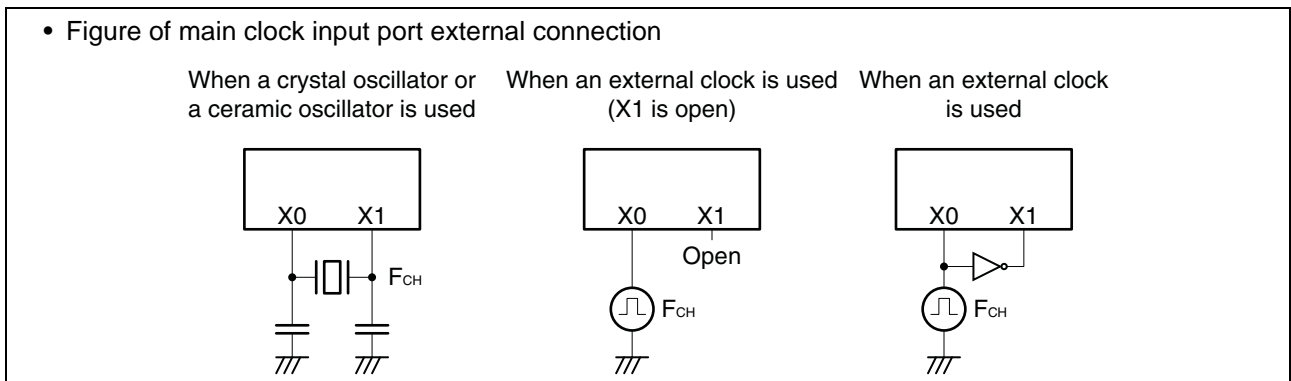 • Figure of main clock input port external connection
When a crystal oscillator or
a ceramic oscillator is used
X0 X1
FCH
When an external clock is used
(X1 is open)
X0 X1
Open
FCH
When an external clock
is used
X0 X1
FCH